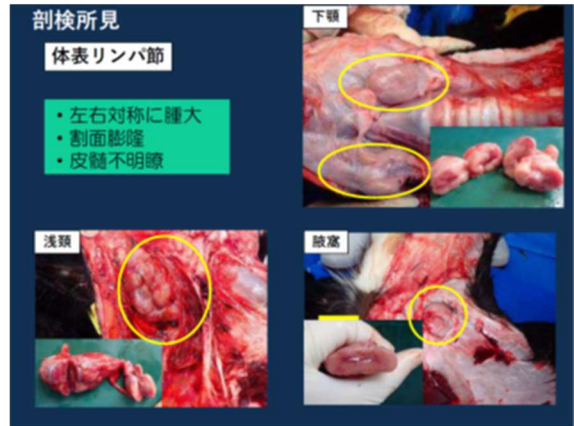 剖検所見
体表リンパ節
・左右対称に腫大
・割面膨隆
・皮髄不明瞭
下顎
浅頚
腋窩